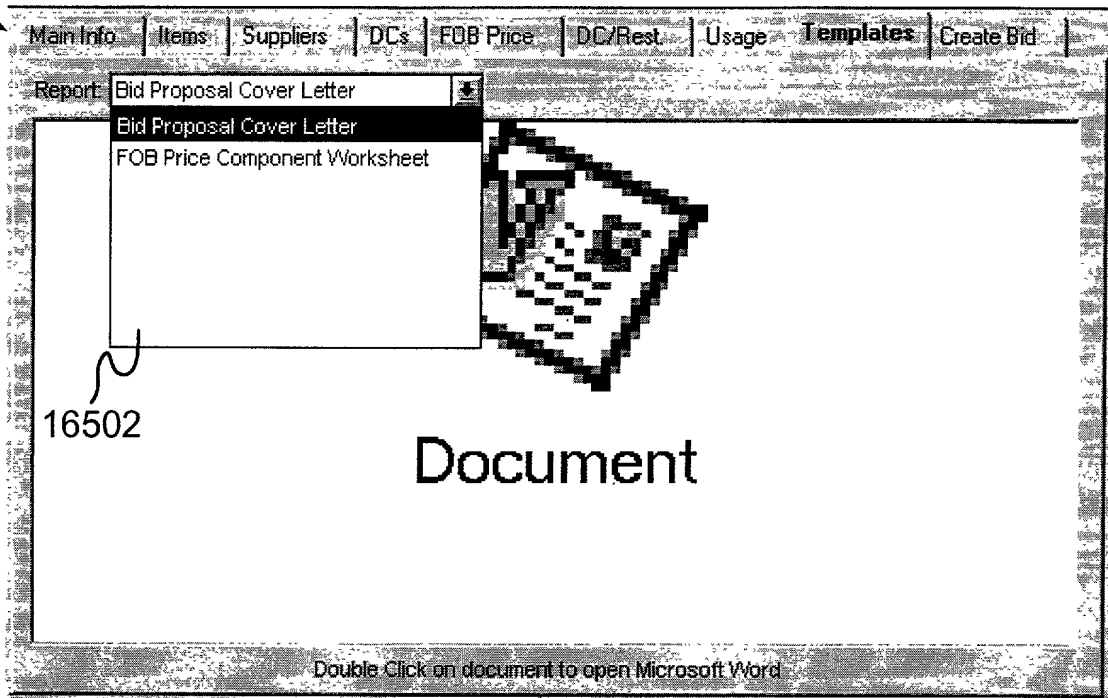 Main Info Items Suppliers DCs FOB Price DC/Rest. Usage Templates Create Bid
Report: Bid Proposal Cover Letter
Bid Proposal Cover Letter
FOB Price Component Worksheet
16502
Document
Double Click on document to open Microsoft Word